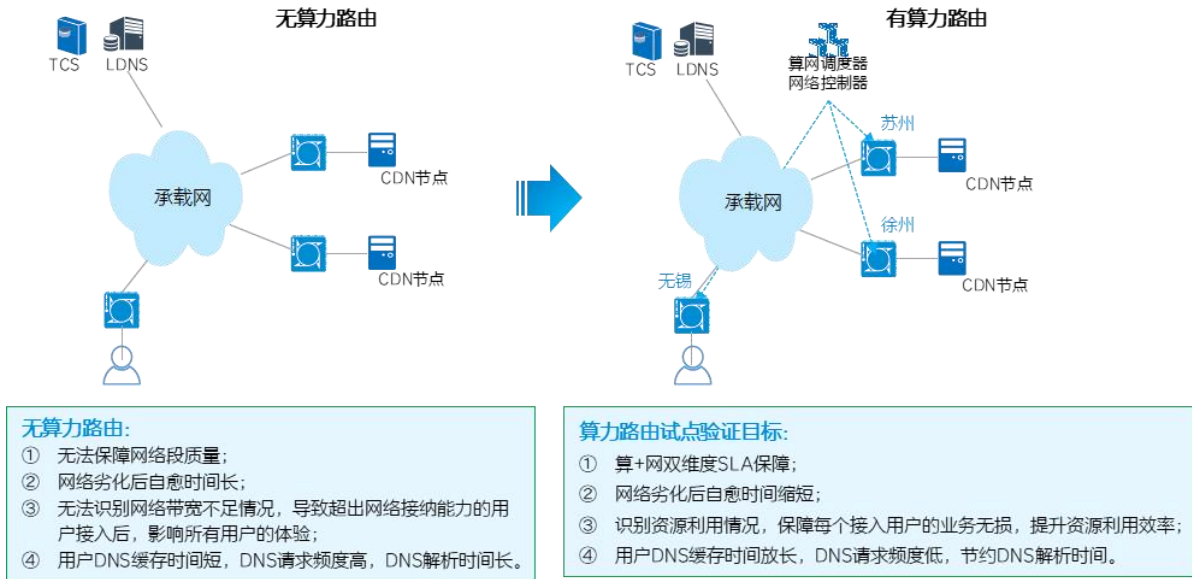 无算力路由
TCS
LDNS
承载网
CDN节点
CDN节点
有算力路由
TCS
LDNS
算网调度器
网络控制器
苏州
承载网
CDN节点
徐州
CDN节点
无锡
无算力路由:
① 无法保障网络段质量;
② 网络劣化后自愈时间长;
③ 无法识别网络带宽不足情况,导致超出网络接纳能力的用
户接入后,影响所有用户的体验;
④ 用户DNS缓存时间短,DNS请求频度高,DNS解析时间长。
算力路由试点验证目标:
① 算+网双维度SLA保障;
② 网络劣化后自愈时间缩短;
③ 识别资源利用情况,保障每个接入用户的业务无损,提升资源利用效率;
④ 用户DNS缓存时间放长,DNS请求频度低,节约DNS解析时间。